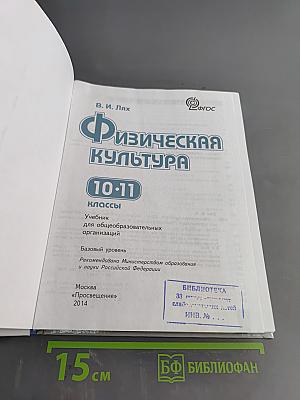 В. И. Лях
ФГОС
Физическая
культура
10·11
классы
Учебник
для общеобразовательных
организаций
Базовый уровень
Рекомендовано Министерством образования
и науки Российской Федерации
Москва
«Просвещение»
2014
БИБЛИОТЕКА
ИНВ. №
15 см
БФ БИБЛИОФАН